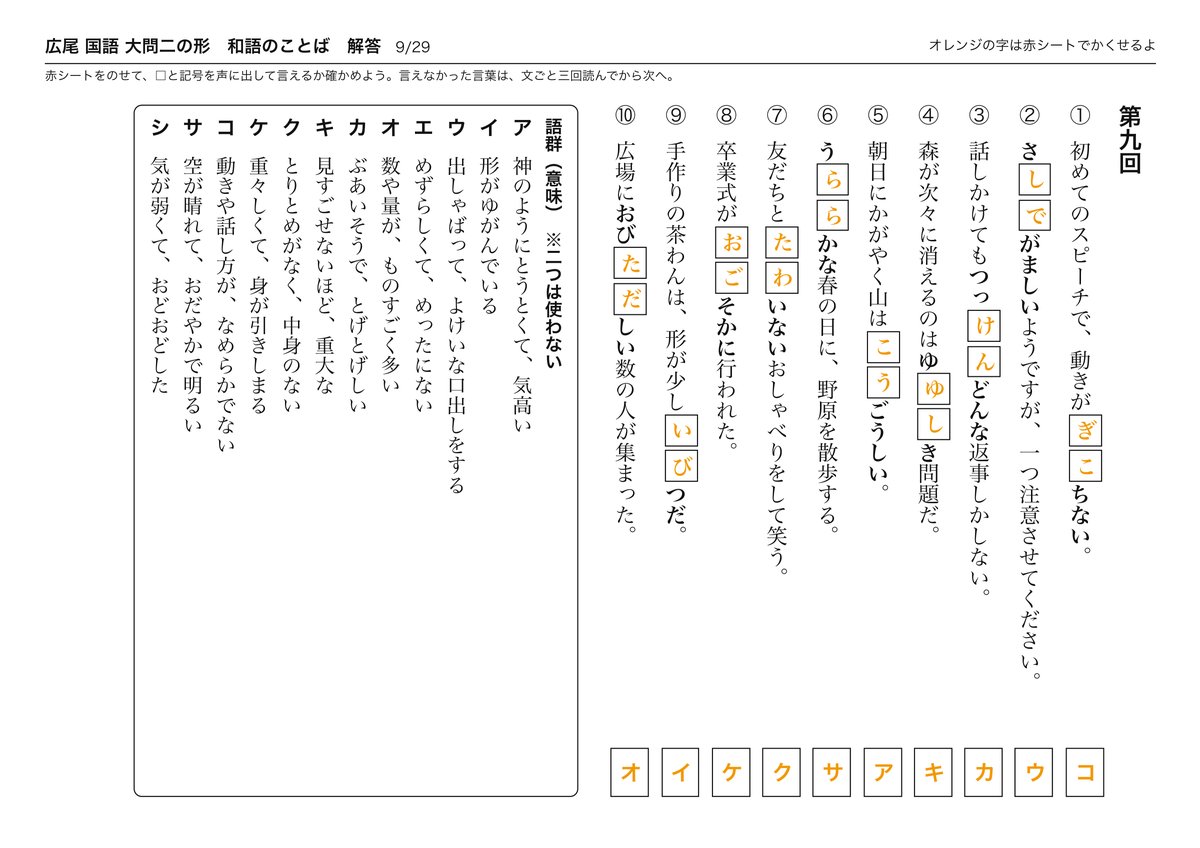 広尾 国語 大問二の形　和語のことば　解答 9/29
オレンジの字は赤シートでかくせるよ
赤シートをのせて、□と記号を声に出して言えるか確かめよう。言えなかった言葉は、文ごと三回読んでから次へ。
第九回
① 初めてのスピーチで、動きがぎこちない。 コ
② さしでがましいようですが、一つ注意させてください。 ウ
③ 話しかけてもつっけんどんな返事しかしない。 カ
④ 森が次々に消えるのはゆゆしき問題だ。 キ
⑤ 朝日にかがやく山はこうごうしい。 ア
⑥ うららかな春の日に、野原を散歩する。 サ
⑦ 友だちとたわいないおしゃべりをして笑う。 ク
⑧ 卒業式がおごそかに行われた。 ケ
⑨ 手作りの茶わんは、形が少しいびつだ。 イ
⑩ 広場におびただしい数の人が集まった。 オ
語群（意味）　※二つは使わない
ア 神のようにとうとくて、気高い
イ 形がゆがんでいる
ウ 出しゃばって、よけいな口出しをする
エ めずらしくて、めったにない
オ 数や量が、ものすごく多い
カ ぶあいそうで、とげとげしい
キ 見すごせないほど、重大な
ク とりとめがなく、中身のない
ケ 重々しくて、身が引きしまる
コ 動きや話し方が、なめらかでない
サ 空が晴れて、おだやかで明るい
シ 気が弱くて、おどおどした